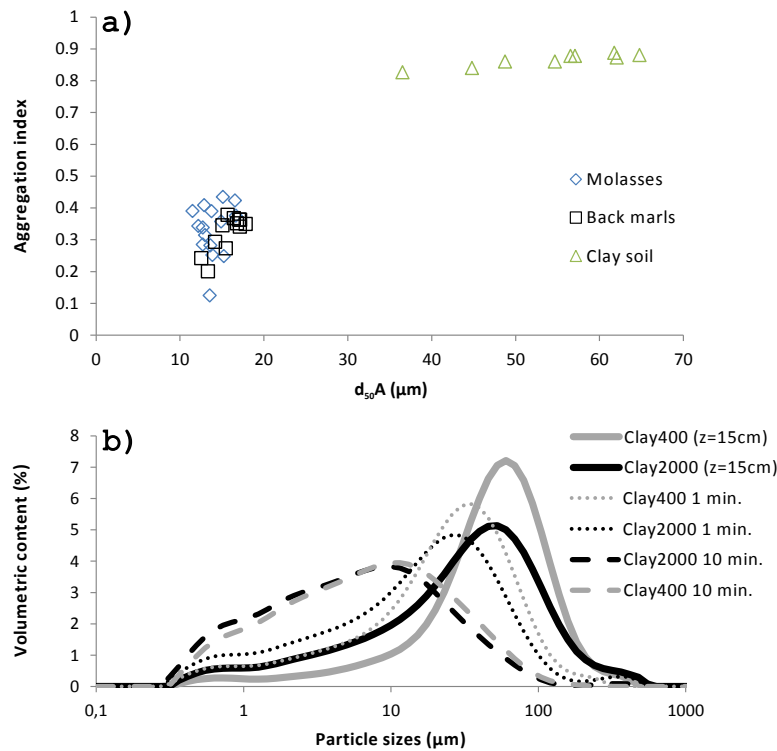 a)
1
0.9
0.8
0.7
0.6
0.5
0.4
0.3
0.2
0.1
0
Aggregation index
Molasses
Back marls
Clay soil
0 10 20 30 40 50 60 70
d₅₀A (µm)
b)
8
7
6
5
4
3
2
1
0
Volumetric content (%)
Clay400 (z=15cm)
Clay2000 (z=15cm)
Clay400 1 min.
Clay2000 1 min.
Clay2000 10 min.
Clay400 10 min.
0,1 1 10 100 1000
Particle sizes (µm)